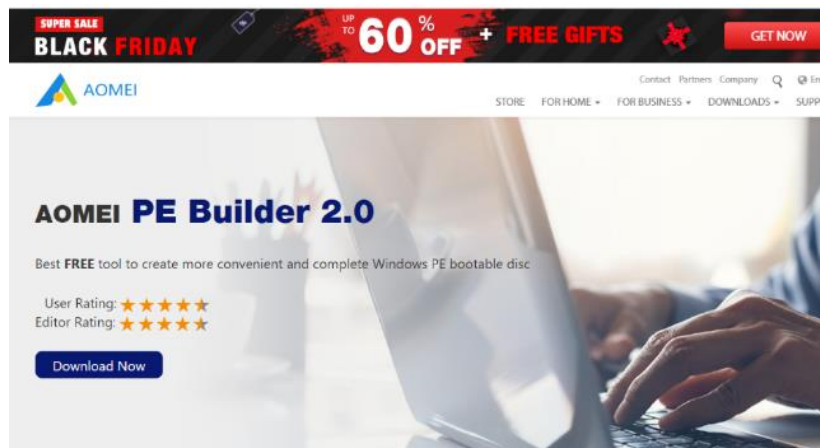 SUPER SALE
BLACK FRIDAY
UP TO 60% OFF + FREE GIFTS
GET NOW
AOMEI
Contact Partners Company En
STORE FOR HOME FOR BUSINESS DOWNLOADS SUPP
AOMEI PE Builder 2.0
Best FREE tool to create more convenient and complete Windows PE bootable disc
User Rating:
Editor Rating:
Download Now